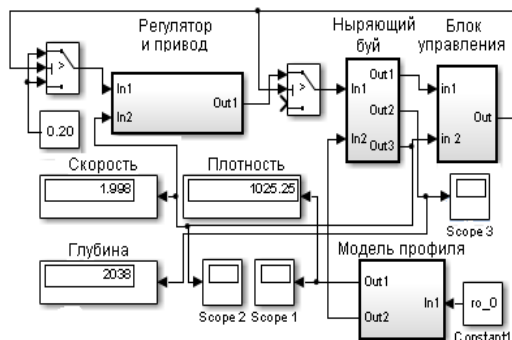 Регулятор
и привод
Ныряющий
буй
Блок
управления
>
In1
In2
Out1
0.20
>
In1
In2
Out1
Out2
Out3
in1
in 2
Out
Скорость
1.998
Плотность
1025.25
Scope 3
Глубина
2038
Scope 2
Scope 1
Модель профиля
Out1
Out2
In1
ro_0
Constant1